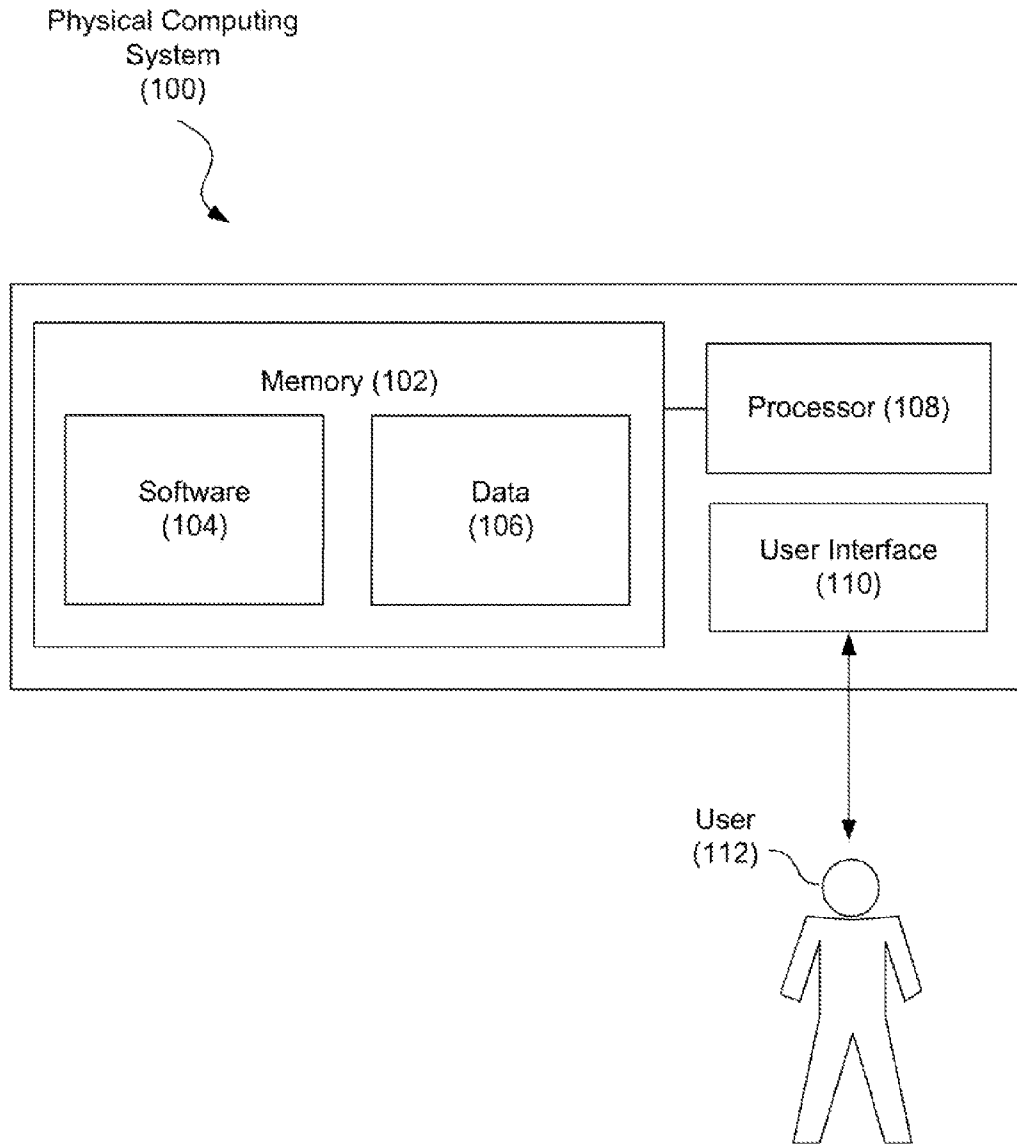 Physical Computing
System
(100)
Memory (102)
Software
(104)
Data
(106)
Processor (108)
User Interface
(110)
User
(112)